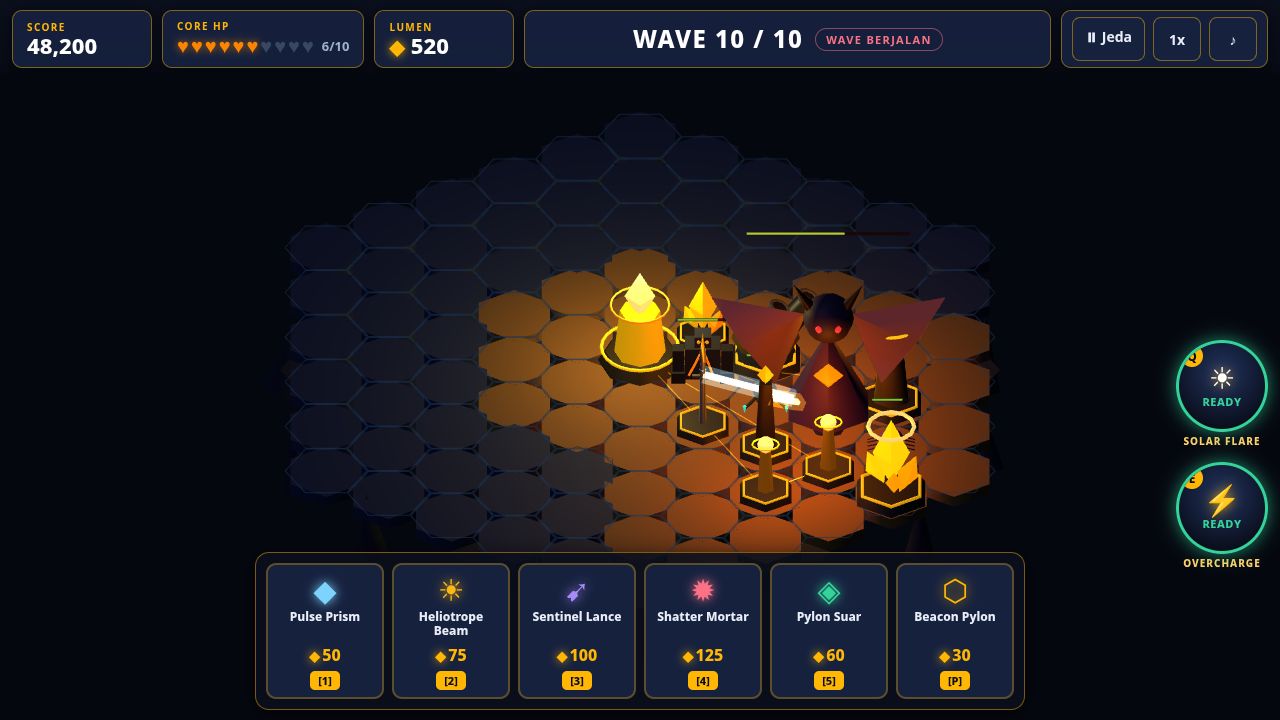 SCORE
48,200
CORE HP
6/10
LUMEN
520
WAVE 10 / 10
WAVE BERJALAN
Jeda
1x
READY
SOLAR FLARE
READY
OVERCHARGE
Pulse Prism
50
[1]
Heliotrope
Beam
75
[2]
Sentinel Lance
100
[3]
Shatter Mortar
125
[4]
Pylon Suar
60
[5]
Beacon Pylon
30
[P]